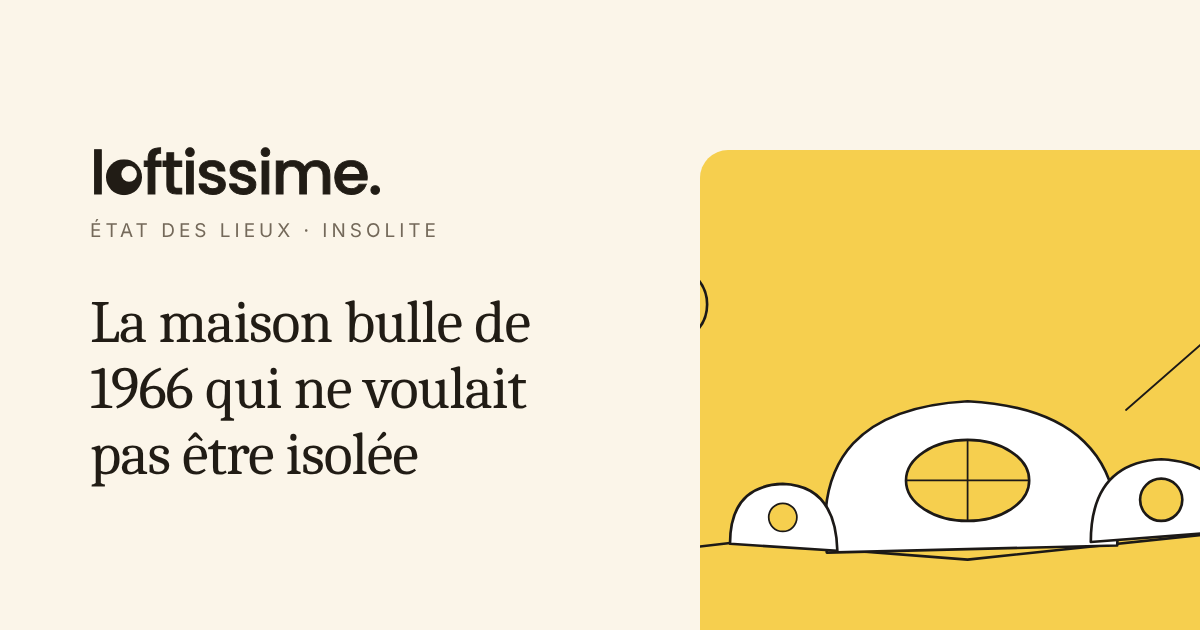 loftissime.
ÉTAT DES LIEUX · INSOLITE
La maison bulle de
1966 qui ne voulait
pas être isolée